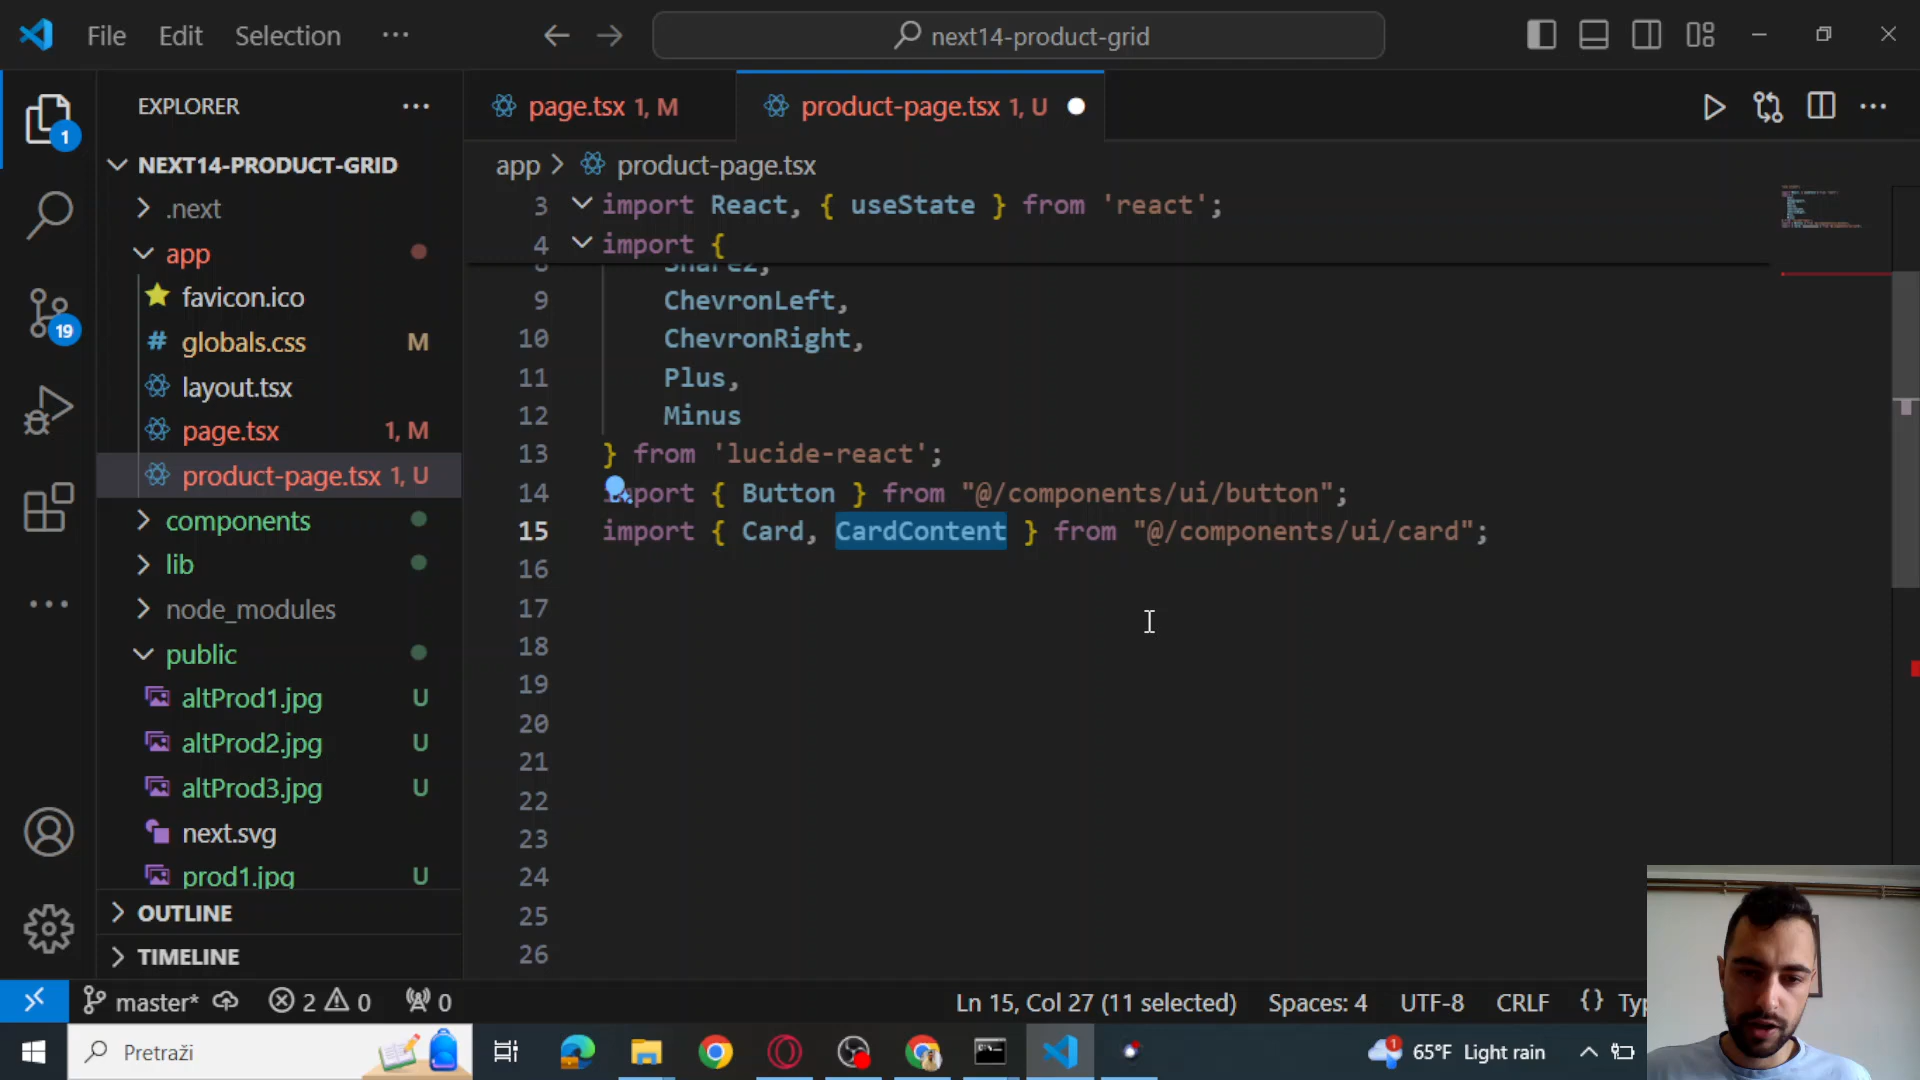 File Edit Selection ···
next14-product-grid
EXPLORER
NEXT14-PRODUCT-GRID
.next
app
favicon.ico
globals.css M
layout.tsx
page.tsx 1, M
product-page.tsx 1, U
components
lib
node_modules
public
altProd1.jpg U
altProd2.jpg U
altProd3.jpg U
next.svg
prod1.jpg U
OUTLINE
TIMELINE
1
19
page.tsx 1, M
product-page.tsx 1, U
app > product-page.tsx
3 import React, { useState } from 'react';
4 import {
8 Share2,
9 ChevronLeft,
10 ChevronRight,
11 Plus,
12 Minus
13 } from 'lucide-react';
14 import { Button } from "@/components/ui/button";
15 import { Card, CardContent } from "@/components/ui/card";
16
17
18
19
20
21
22
23
24
25
26
master* 2 0 0
Ln 15, Col 27 (11 selected) Spaces: 4 UTF-8 CRLF {}
Pretraži
1 65°F Light rain